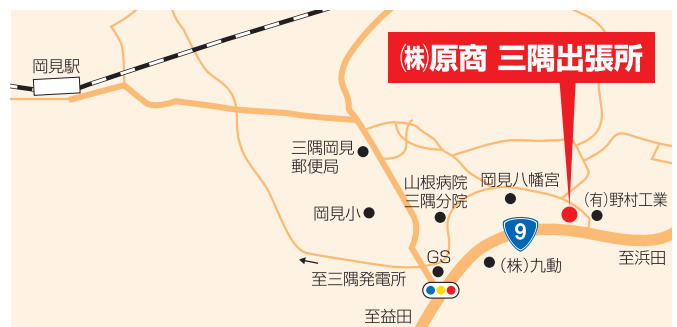 ㈱原商 三隅出張所
岡見駅
三隅岡見
郵便局
山根病院
三隅分院
岡見八幡宮
(有)野村工業
岡見小
9
GS
(株)九動
至浜田
至三隅発電所
至益田